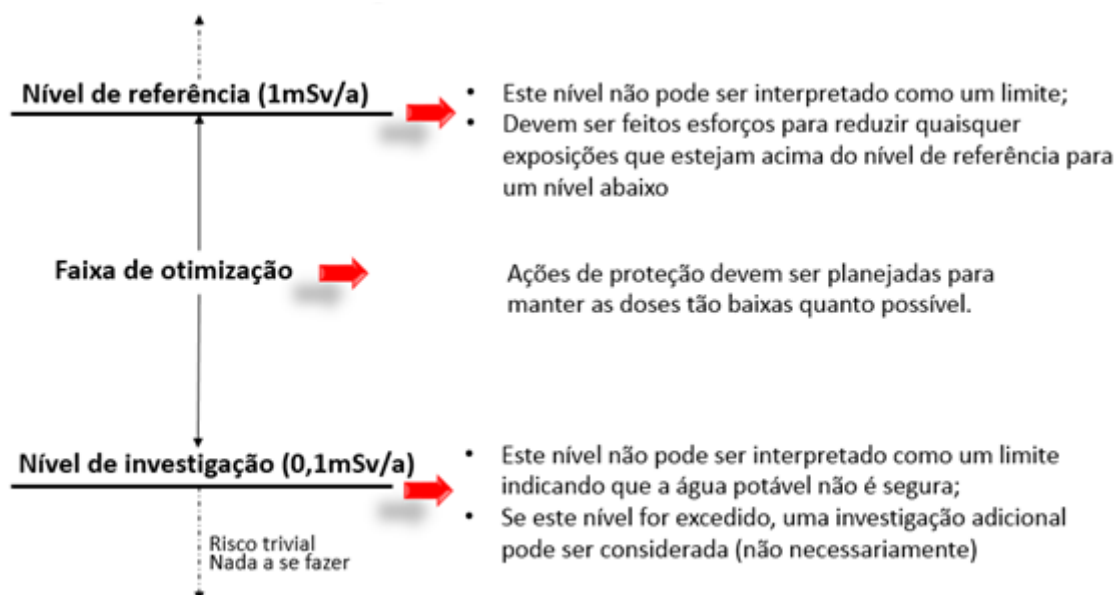 Nível de referência (1mSv/a)
• Este nível não pode ser interpretado como um limite;
• Devem ser feitos esforços para reduzir quaisquer
exposições que estejam acima do nível de referência para
um nível abaixo
Faixa de otimização
Ações de proteção devem ser planejadas para
manter as doses tão baixas quanto possível.
Nível de investigação (0,1mSv/a)
• Este nível não pode ser interpretado como um limite
indicando que a água potável não é segura;
• Se este nível for excedido, uma investigação adicional
pode ser considerada (não necessariamente)
Risco trivial
Nada a se fazer